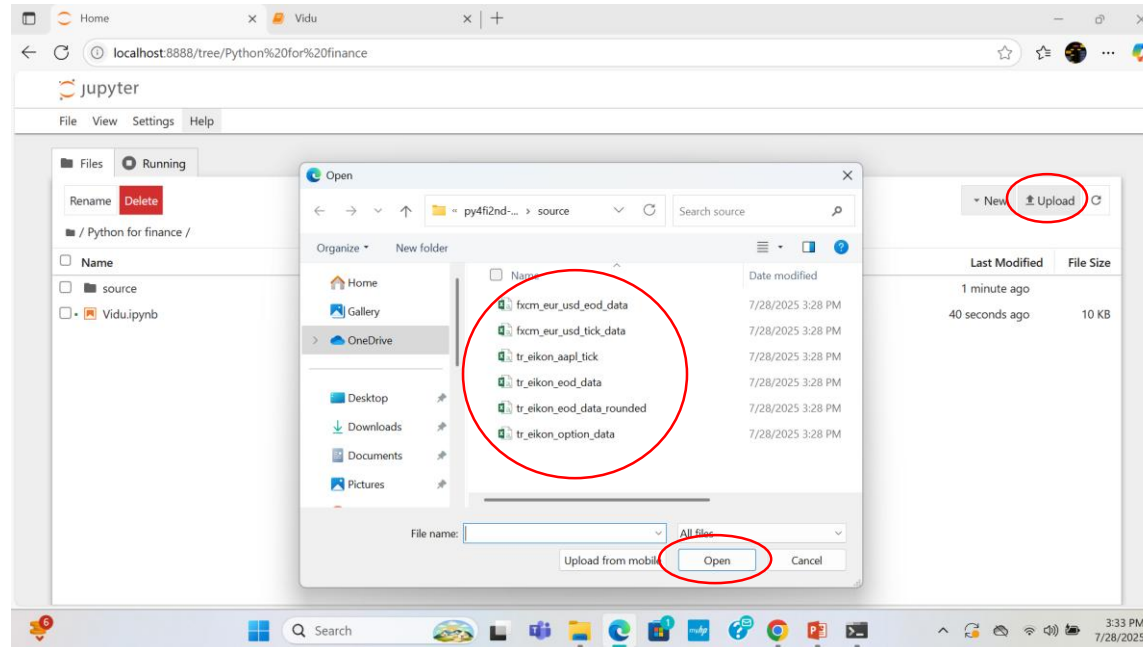 Home
Vidu
localhost:8888/tree/Python%20for%20finance
jupyter
File View Settings Help
Files Running
Open
Rename Delete
py4fi2nd-... > source
Search source
New Upload
/ Python for finance /
Organize New folder
Name Last Modified File Size
Name Date modified
Home
source 1 minute ago
fxcm_eur_usd_eod_data 7/28/2025 3:28 PM
Gallery
Vidu.ipynb 40 seconds ago 10 KB
fxcm_eur_usd_tick_data 7/28/2025 3:28 PM
OneDrive
tr_eikon_aapl_tick 7/28/2025 3:28 PM
tr_eikon_eod_data 7/28/2025 3:28 PM
Desktop
tr_eikon_eod_data_rounded 7/28/2025 3:28 PM
Downloads
tr_eikon_option_data 7/28/2025 3:28 PM
Documents
Pictures
File name: All files
Upload from mobile Open Cancel
6
Search
mudp
3:33 PM
7/28/2025